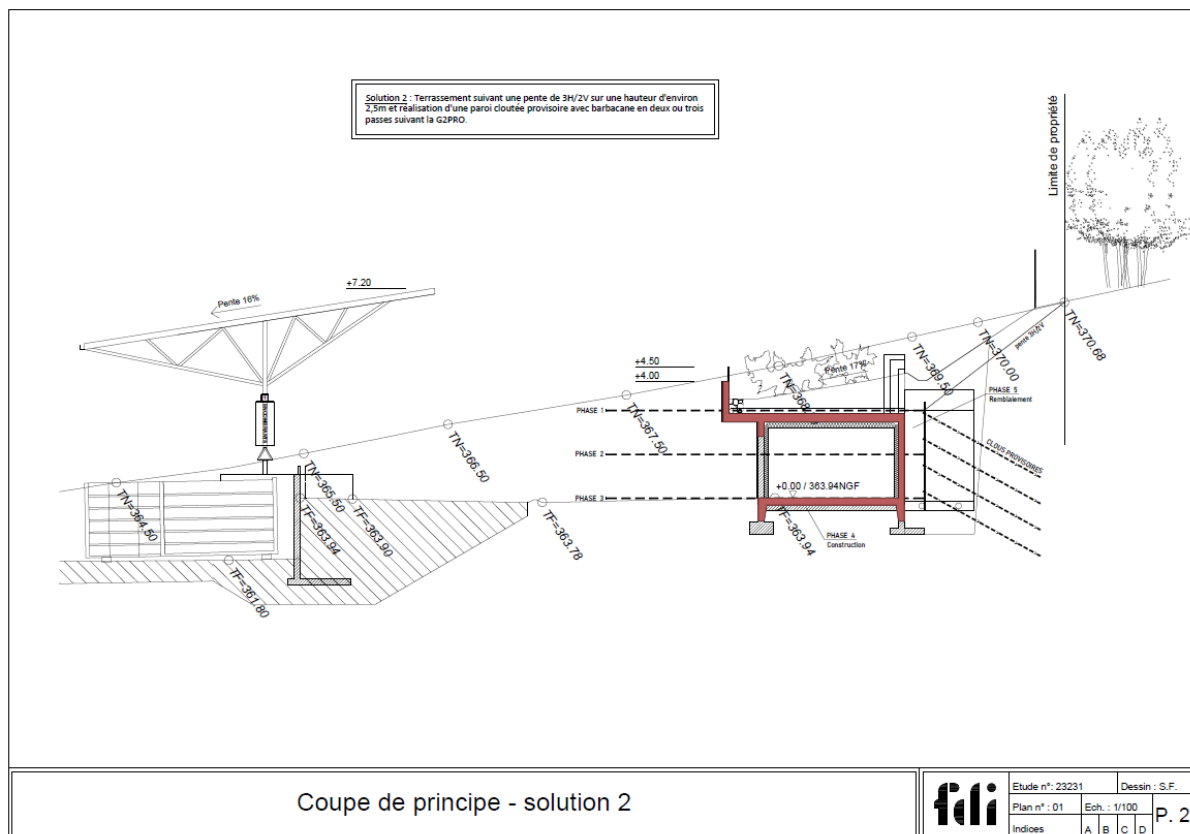 Solution 2 : Terrassement suivant une pente de 3H/2V sur une hauteur d'environ
2,5m et réalisation d'une paroi cloutée provisoire avec barbacane en deux ou trois
passes suivant la G2PRO.
Limite de propriété
+7.20
Pente 16%
TN=370.68
TN=370.00
TN=369.50
pente 3H/2V
+4.50
+4.00
Pente 17%
TN=368
PHASE 5
Remblaiement
PHASE 1
TN=367.50
TN=366.50
CLOUS PROVISOIRES
PHASE 2
TN=365.50
TN=364.50
+0.00 / 363.94NGF
PHASE 3
TF=363.94
TF=363.90
TF=363.78
TF=363.94
PHASE 4
Construction
TF=361.80
Coupe de principe - solution 2
fdi
Etude n°: 23231
Dessin : S.F.
Plan n° : 01
Ech. : 1/100
P. 2
Indices
A B C D